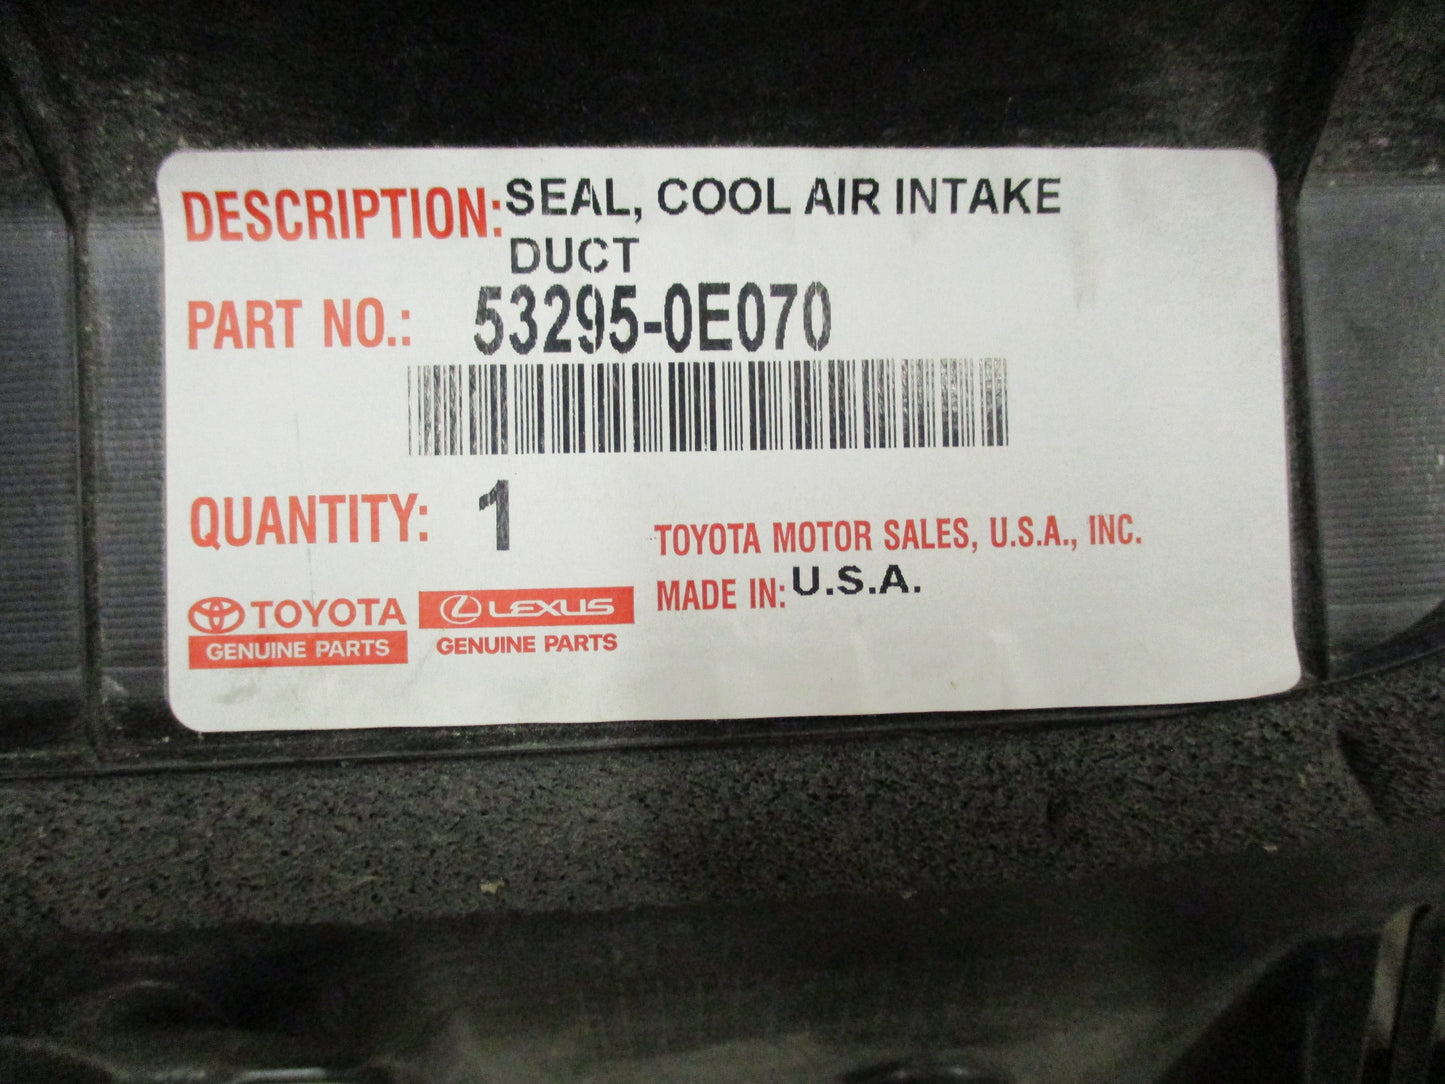 DESCRIPTION: SEAL, COOL AIR INTAKE
DUCT
PART NO.: 53295-0E070
QUANTITY: 1
TOYOTA MOTOR SALES, U.S.A., INC.
MADE IN: U.S.A.
TOYOTA
GENUINE PARTS
LEXUS
GENUINE PARTS